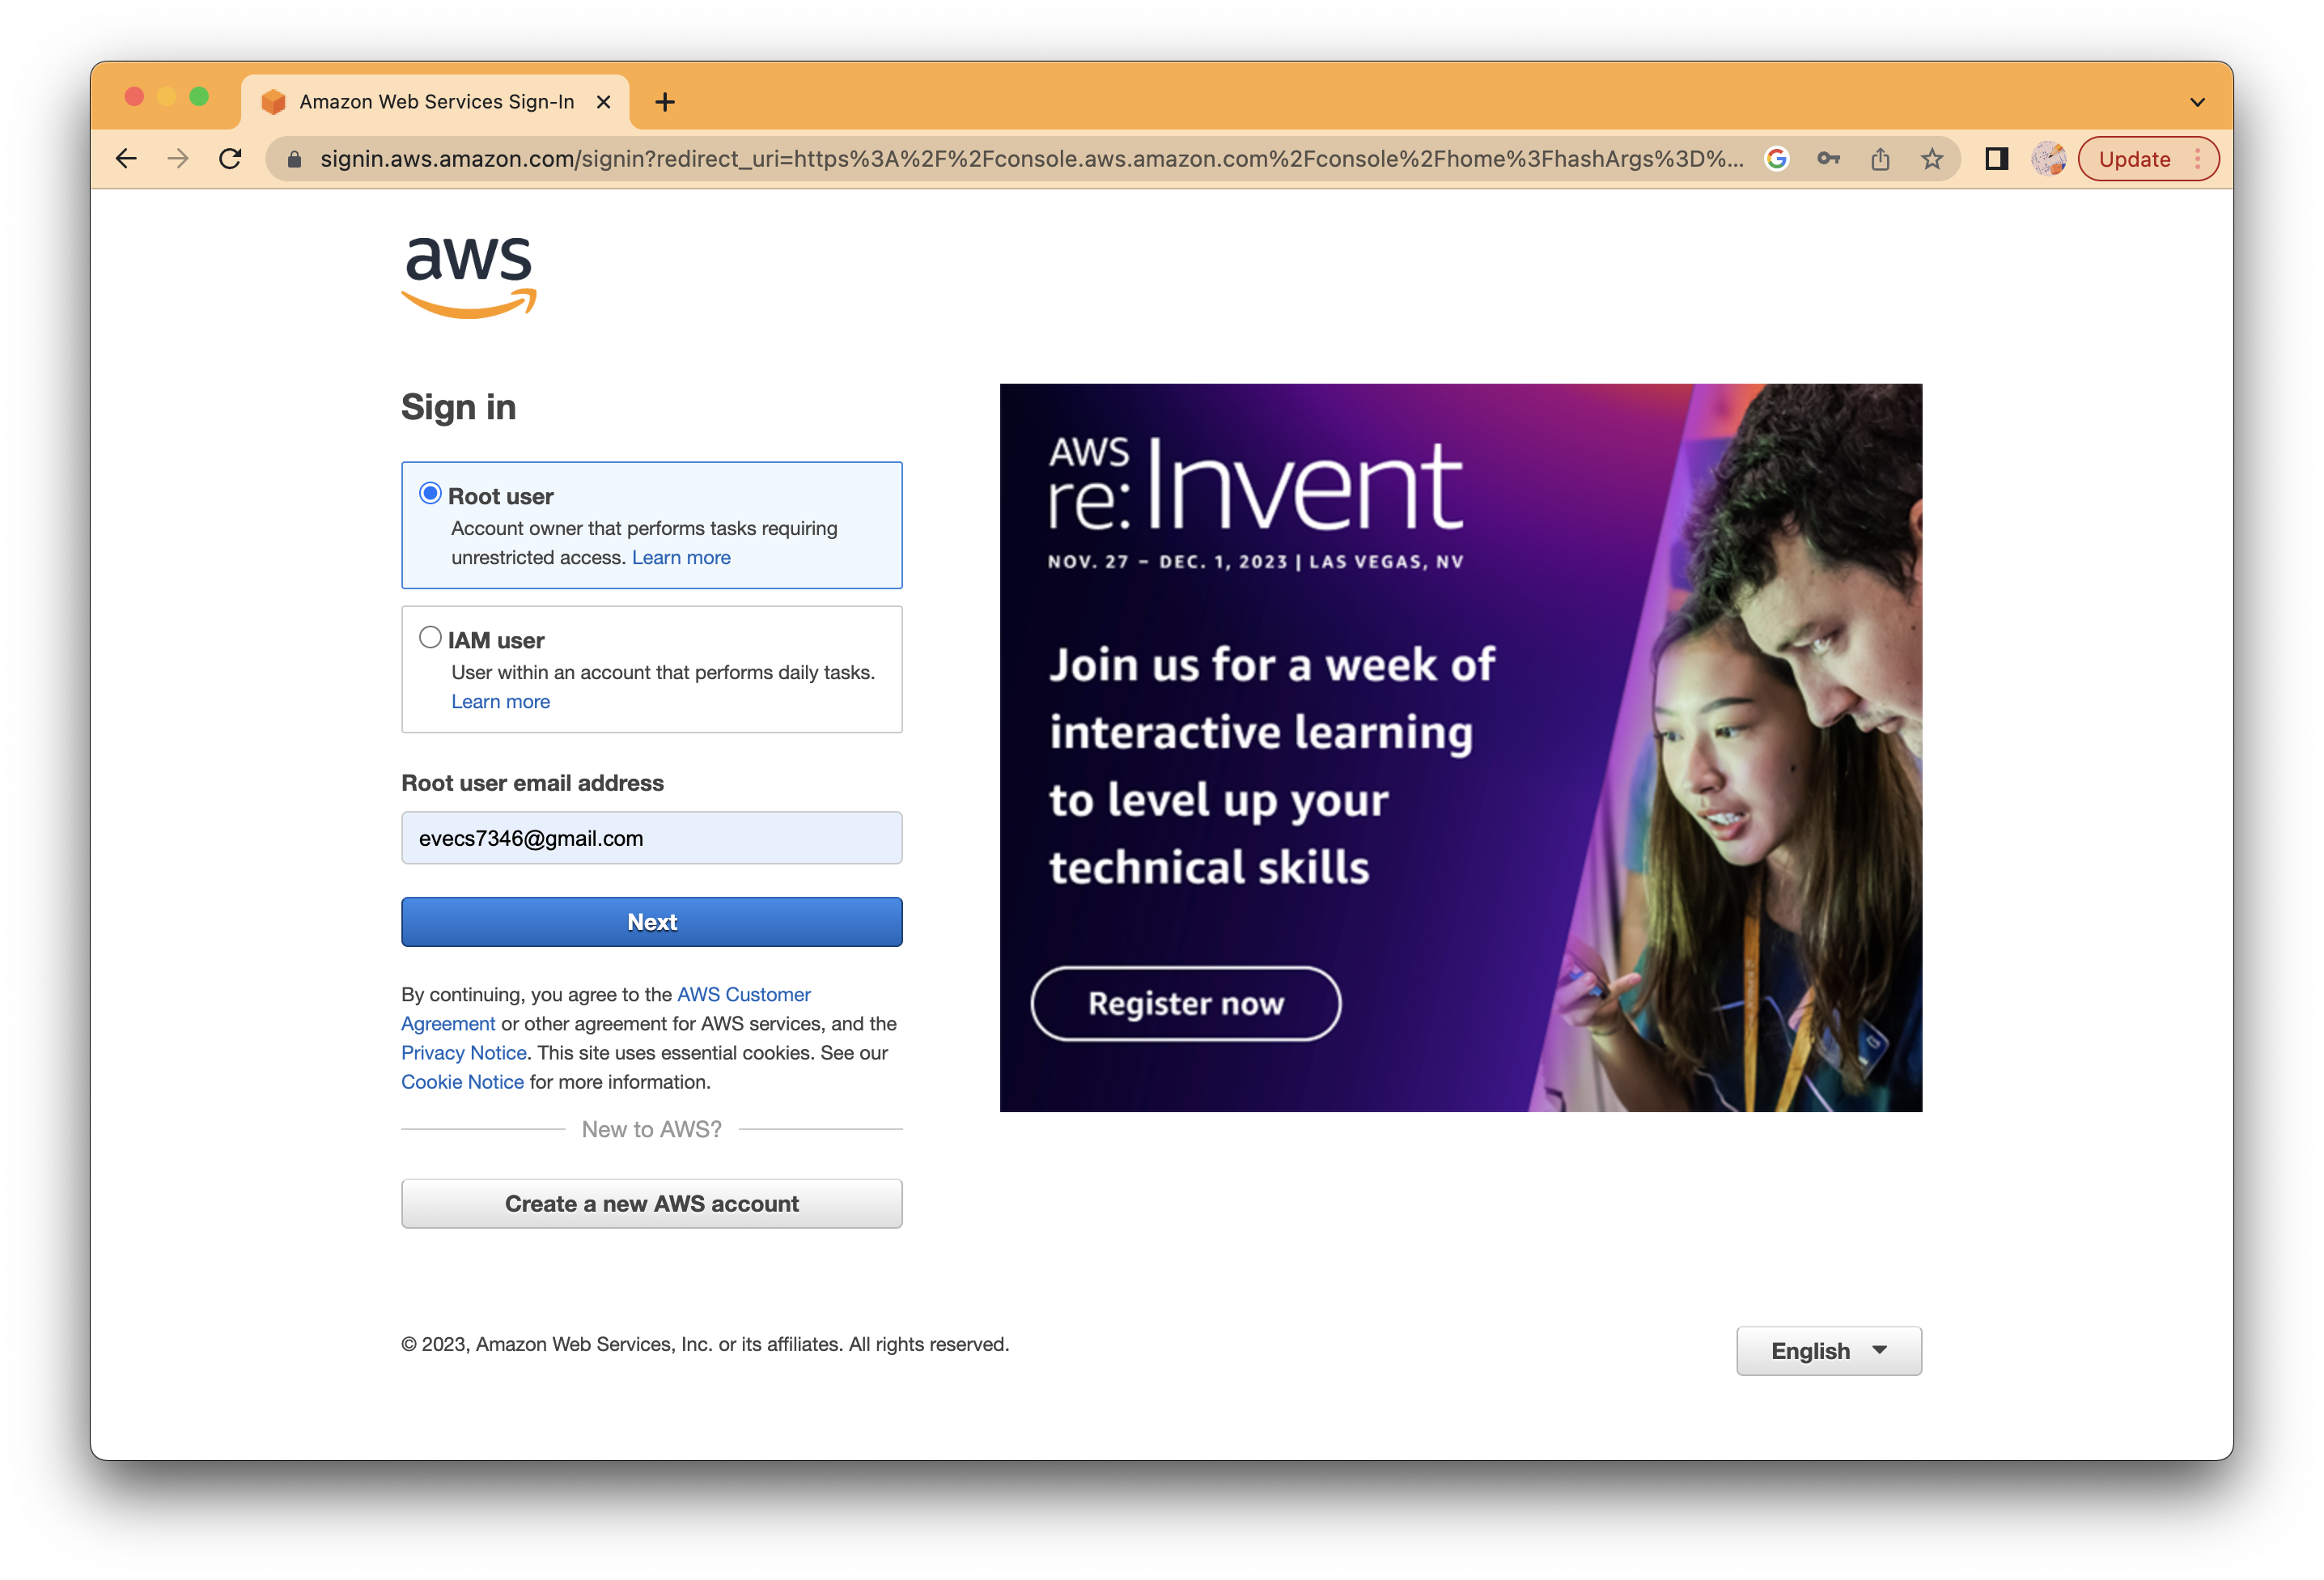 Amazon Web Services Sign-In
signin.aws.amazon.com/signin?redirect_uri=https%3A%2F%2Fconsole.aws.amazon.com%2Fconsole%2Fhome%3FhashArgs%3D%...
Update
aws
Sign in
Root user
Account owner that performs tasks requiring
unrestricted access. Learn more
IAM user
User within an account that performs daily tasks.
Learn more
Root user email address
evecs7346@gmail.com
Next
By continuing, you agree to the AWS Customer
Agreement or other agreement for AWS services, and the
Privacy Notice. This site uses essential cookies. See our
Cookie Notice for more information.
New to AWS?
Create a new AWS account
AWS
re:Invent
NOV. 27 – DEC. 1, 2023 | LAS VEGAS, NV
Join us for a week of
interactive learning
to level up your
technical skills
Register now
© 2023, Amazon Web Services, Inc. or its affiliates. All rights reserved.
English